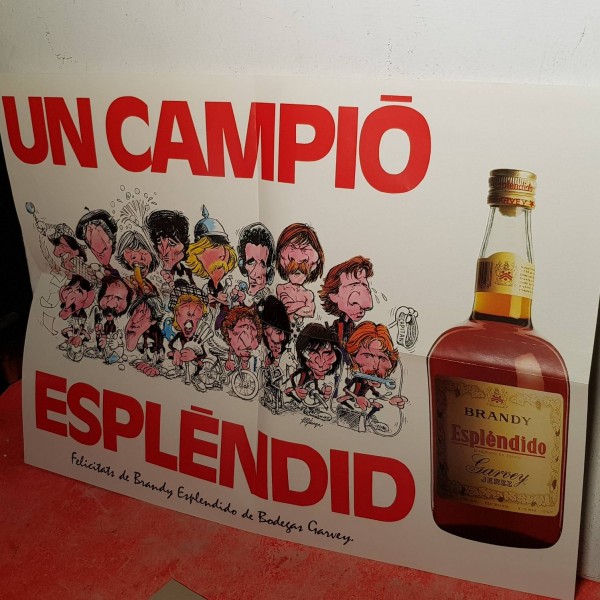 UN CAMPIŌ
ESPLĒNDID
Felicitats de Brandy Esplendido de Bodegas Garvey.
BRANDY
Espléndido
Garvey
JEREZ